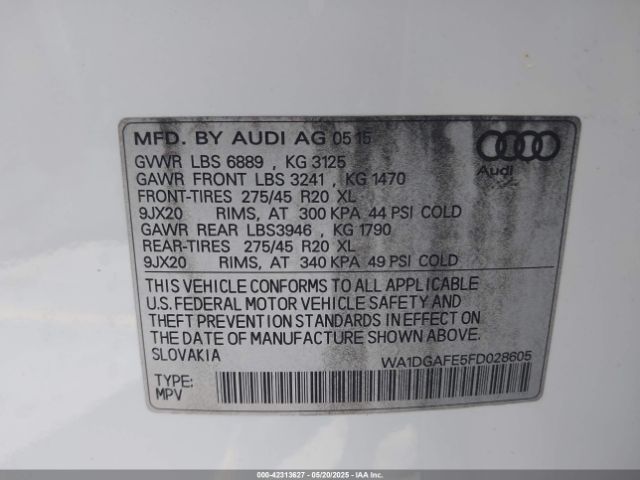 MFD. BY AUDI AG 0515
GVWR LBS 6889 , KG 3125
GAWR FRONT LBS 3241 , KG 1470
FRONT-TIRES 275/45 R20 XL
9JX20 RIMS, AT 300 KPA 44 PSI COLD
GAWR REAR LBS3946 , KG 1790
REAR-TIRES 275/45 R20 XL
9JX20 RIMS, AT 340 KPA 49 PSI COLD
Audi
THIS VEHICLE CONFORMS TO ALL APPLICABLE
U.S. FEDERAL MOTOR VEHICLE SAFETY AND
THEFT PREVENTION STANDARDS IN EFFECT ON
THE DATE OF MANUFACTURE SHOWN ABOVE.
SLOVAKIA
WA1DGAFE5FD028605
TYPE:
MPV
000-42313627 - 05/20/2025 - IAAI.COM